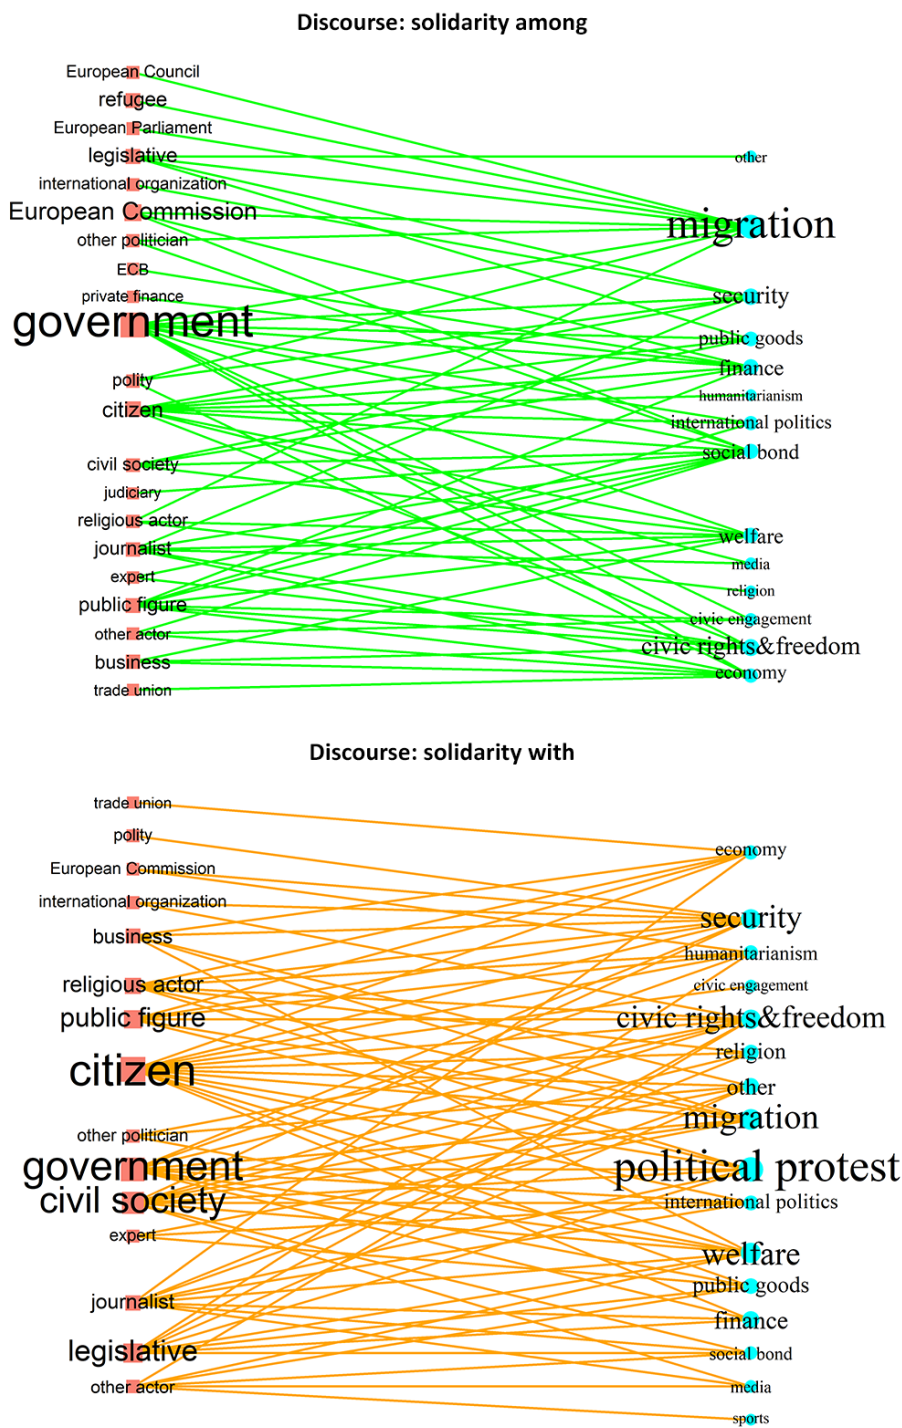 Discourse: solidarity among
European Council
refugee
European Parliament
legislative
other
international organization
European Commission
migration
other politician
ECB
private finance
security
government
public goods
finance
polity
humanitarianism
citizen
international politics
social bond
civil society
judiciary
religious actor
welfare
journalist
media
expert
religion
public figure
civic engagement
other actor
civic rights&freedom
business
economy
trade union
Discourse: solidarity with
trade union
polity
economy
European Commission
international organization
security
business
humanitarianism
religious actor
civic engagement
public figure
civic rights&freedom
religion
citizen
other
migration
other politician
government
political protest
civil society
international politics
expert
welfare
public goods
journalist
finance
legislative
social bond
other actor
media
sports